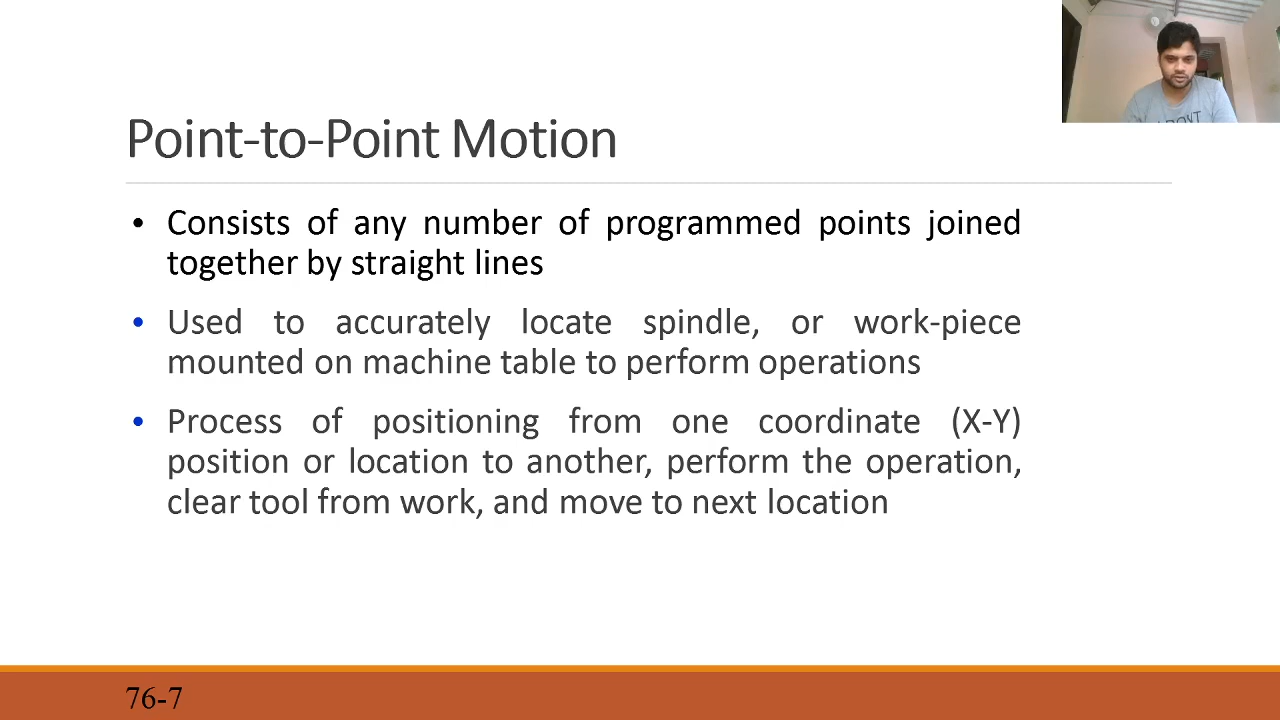 Point-to-Point Motion
• Consists of any number of programmed points joined
together by straight lines
• Used to accurately locate spindle, or work-piece
mounted on machine table to perform operations
• Process of positioning from one coordinate (X-Y)
position or location to another, perform the operation,
clear tool from work, and move to next location
76-7